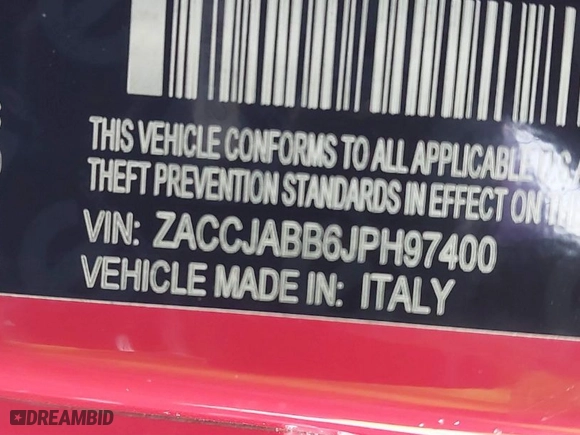 THIS VEHICLE CONFORMS TO ALL APPLICABLE U.S.
THEFT PREVENTION STANDARDS IN EFFECT ON
VIN: ZACCJABB6JPH97400
VEHICLE MADE IN: ITALY
DREAMBID